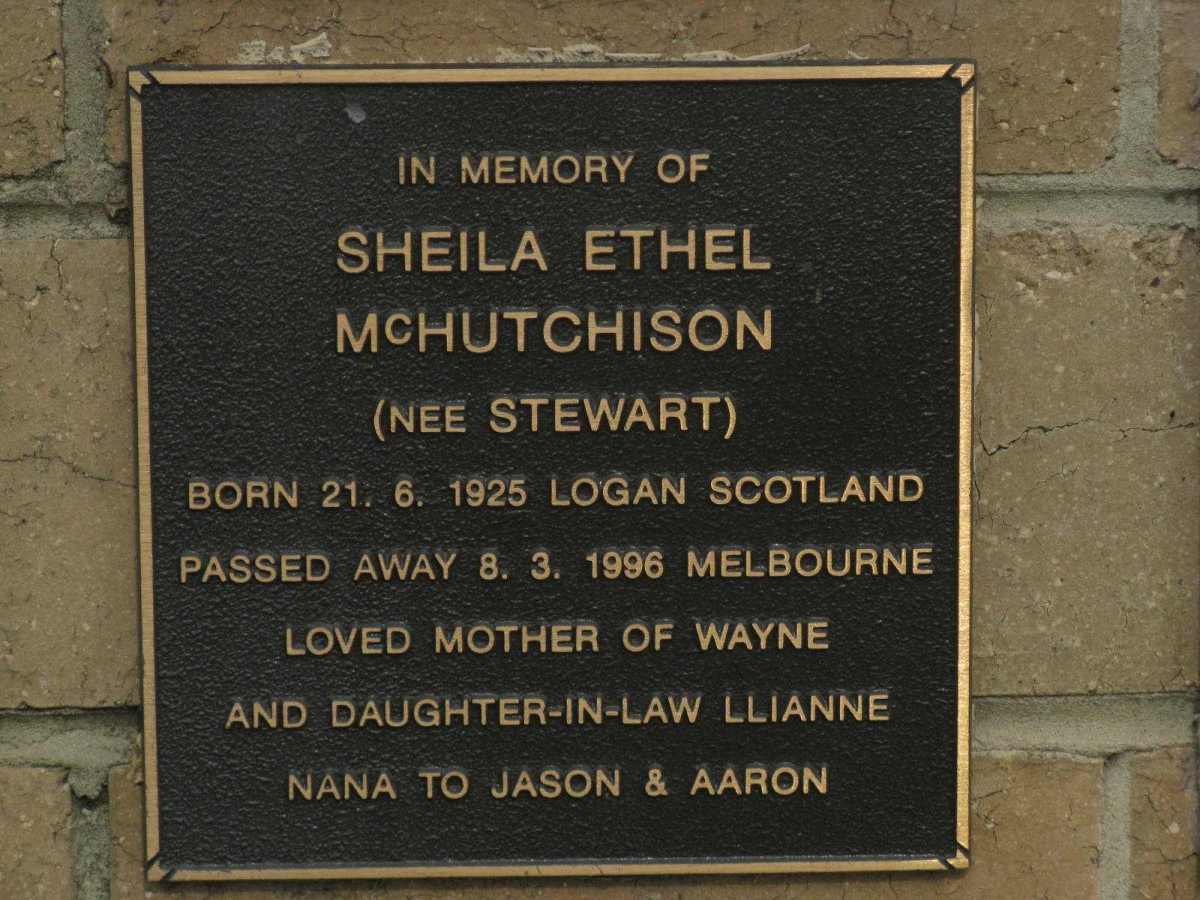 IN MEMORY OF
SHEILA ETHEL
McHUTCHISON
(NEE STEWART)
BORN 21. 6. 1925 LOGAN SCOTLAND
PASSED AWAY 8. 3. 1996 MELBOURNE
LOVED MOTHER OF WAYNE
AND DAUGHTER-IN-LAW LLIANNE
NANA TO JASON & AARON